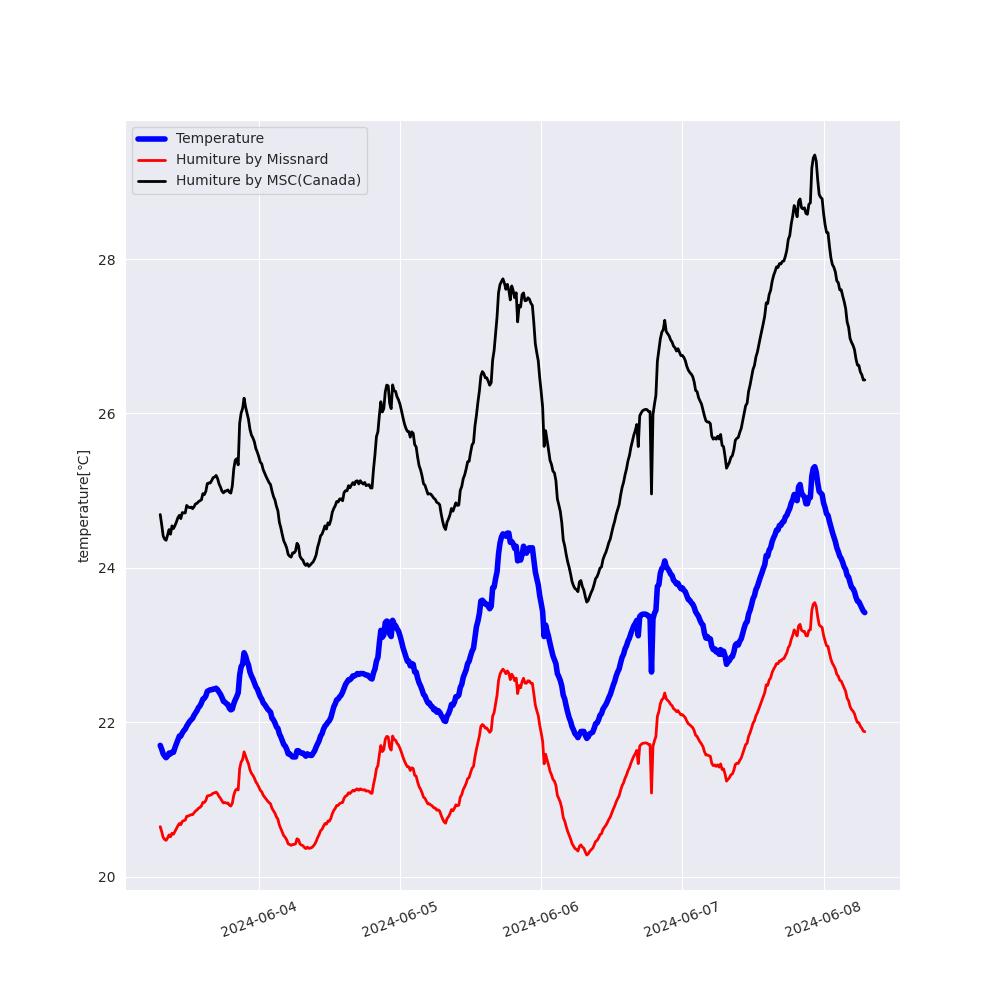 Temperature
Humiture by Missnard
Humiture by MSC(Canada)
28
26
24
22
20
temperature[℃]
2024-06-04
2024-06-05
2024-06-06
2024-06-07
2024-06-08